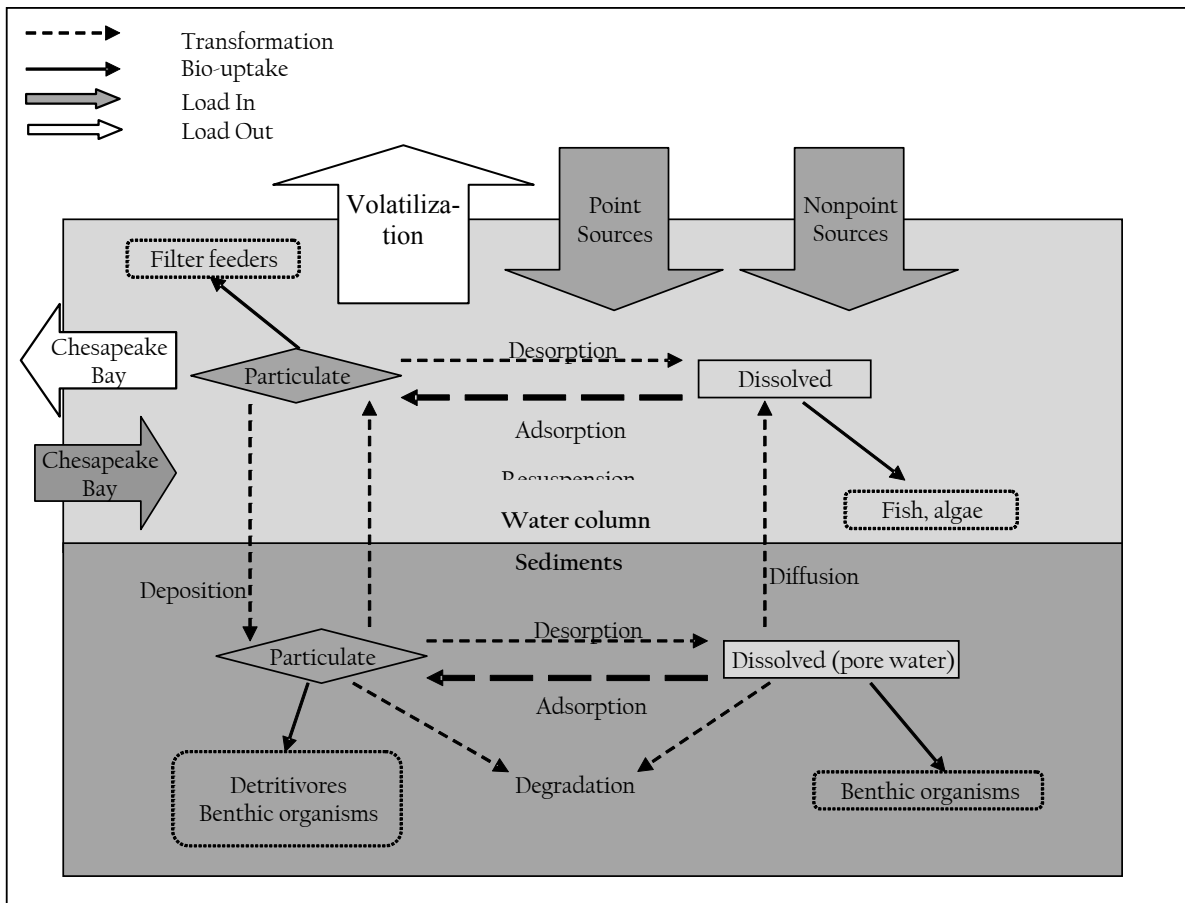 Transformation
Bio-uptake
Load In
Load Out
Volatiliza-
tion
Point
Sources
Nonpoint
Sources
Filter feeders
Chesapeake
Bay
Particulate
Desorption
Dissolved
Adsorption
Chesapeake
Bay
Resuspension
Fish, algae
Water column
Sediments
Deposition
Diffusion
Desorption
Particulate
Dissolved (pore water)
Adsorption
Degradation
Detritivores
Benthic organisms
Benthic organisms